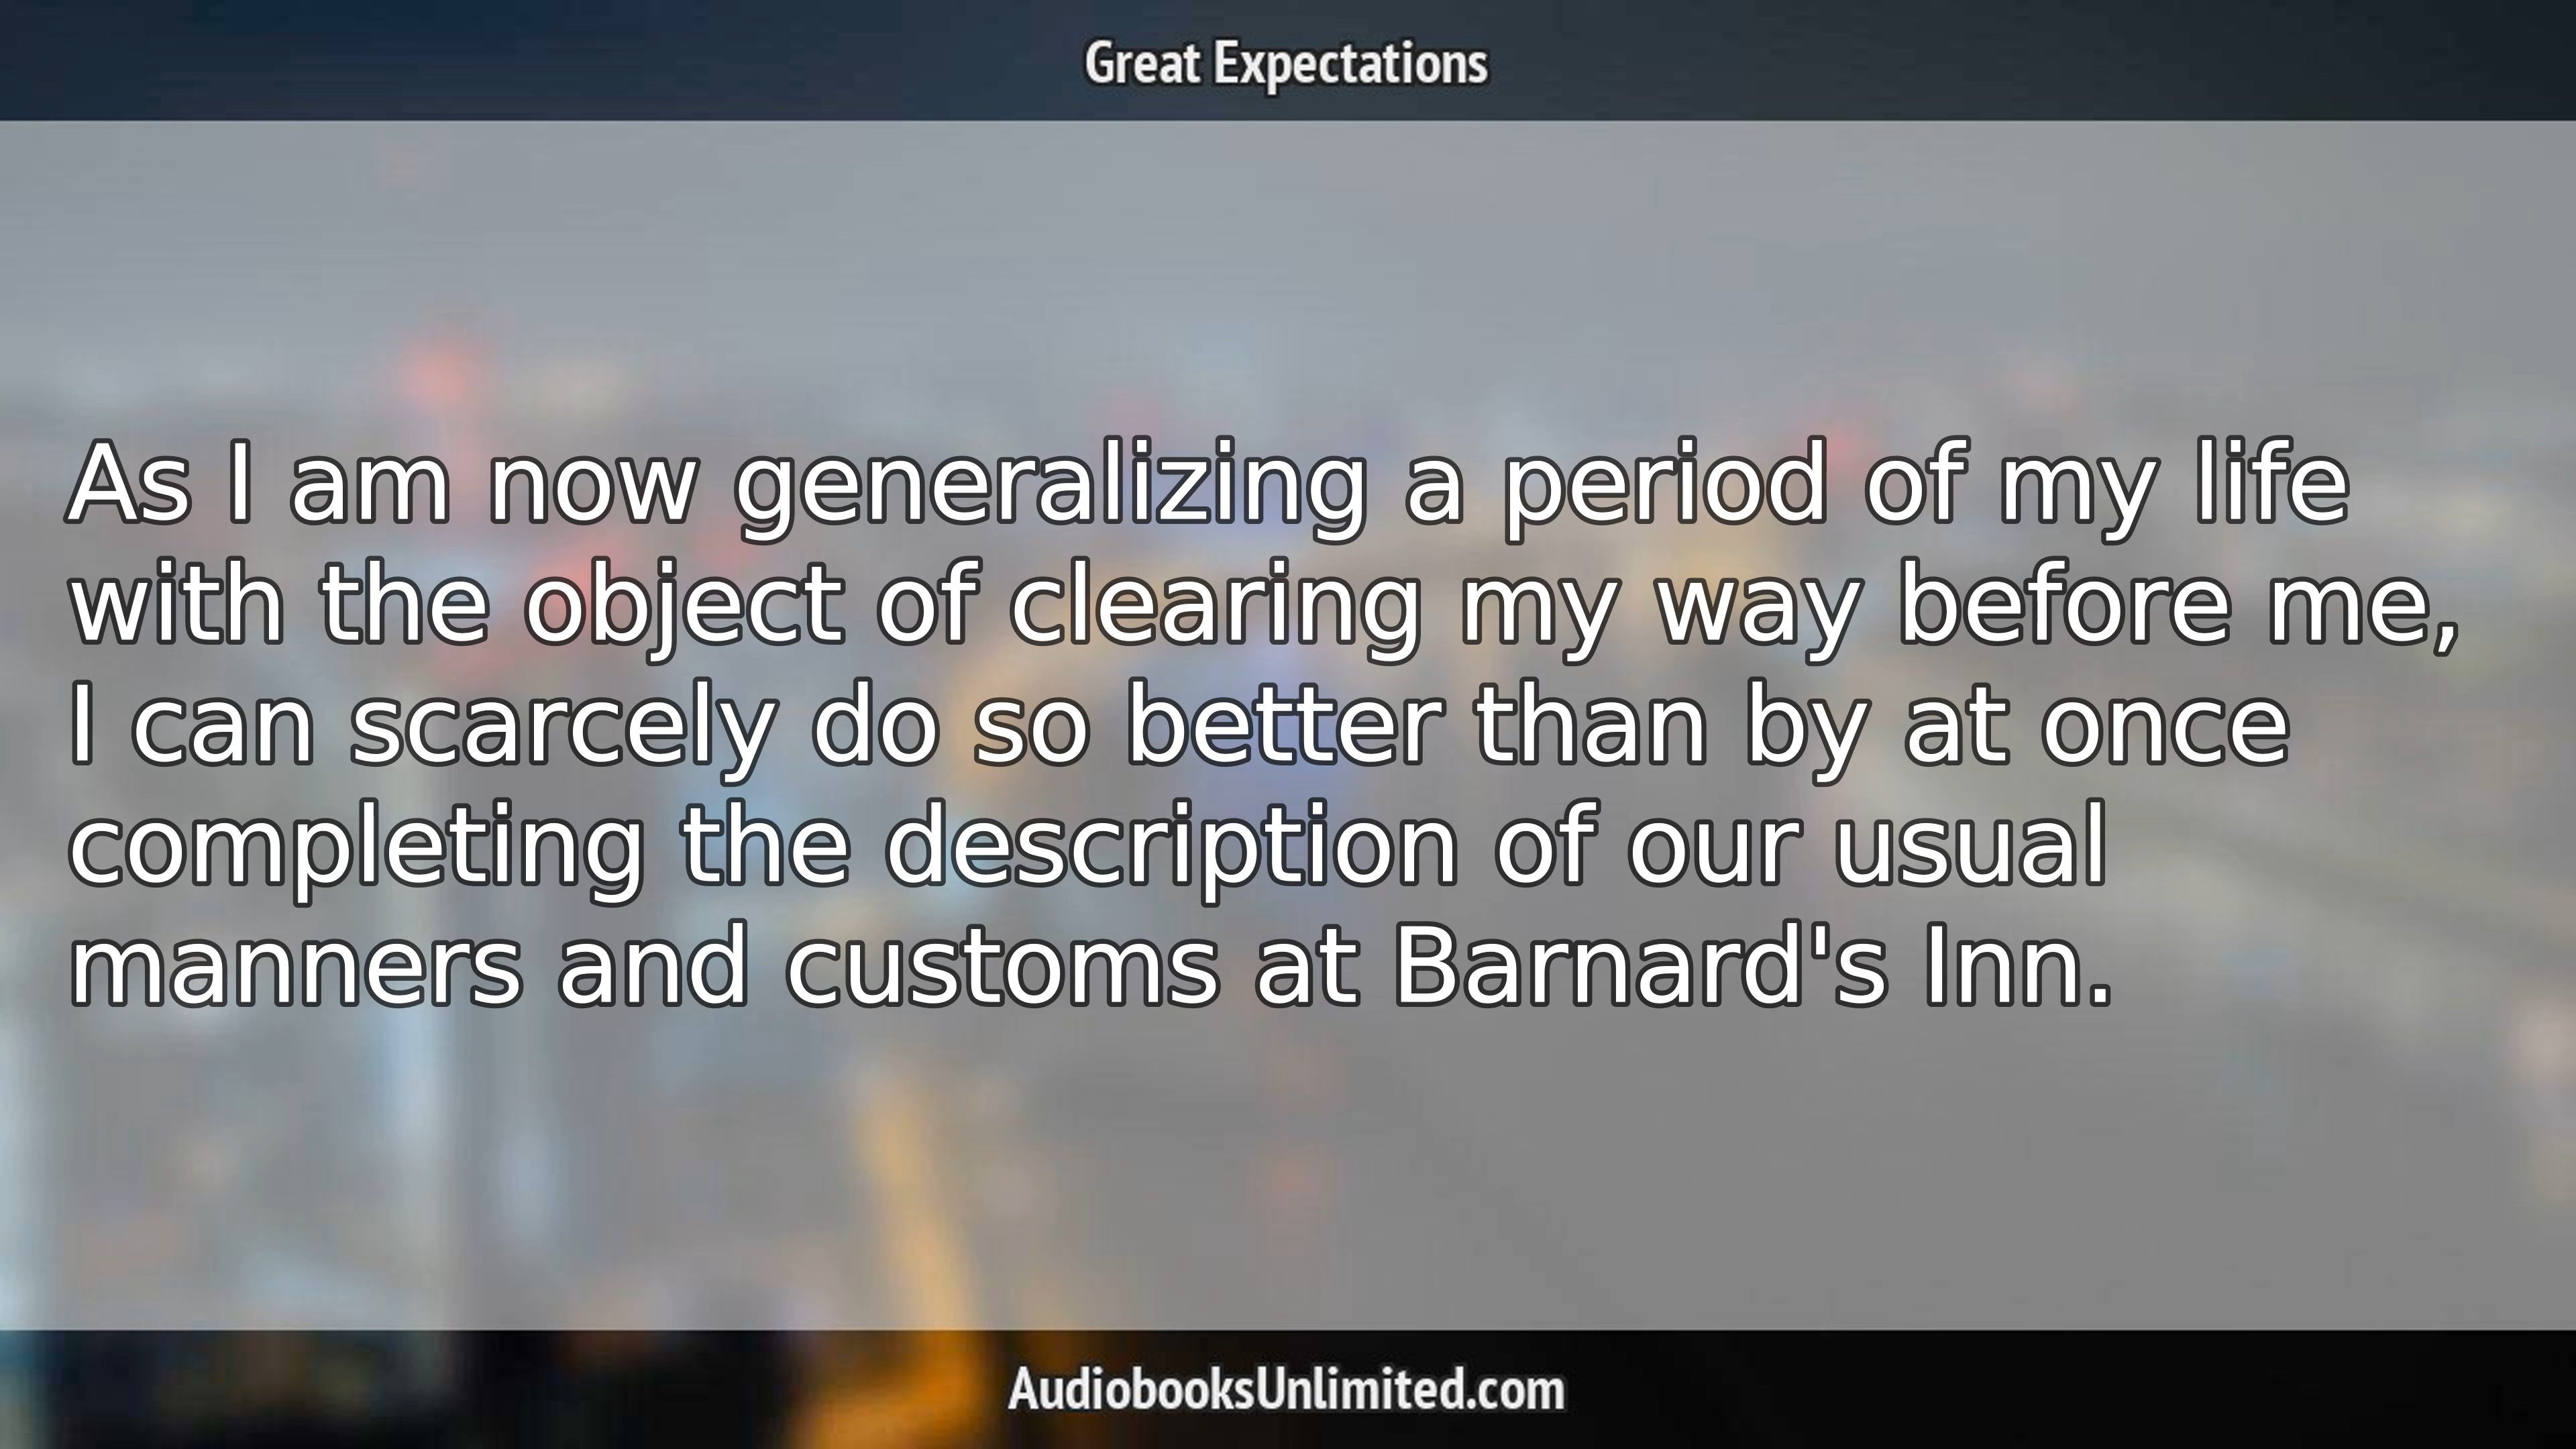 Great Expectations
As I am now generalizing a period of my life
with the object of clearing my way before me,
I can scarcely do so better than by at once
completing the description of our usual
manners and customs at Barnard's Inn.
AudiobooksUnlimited.com